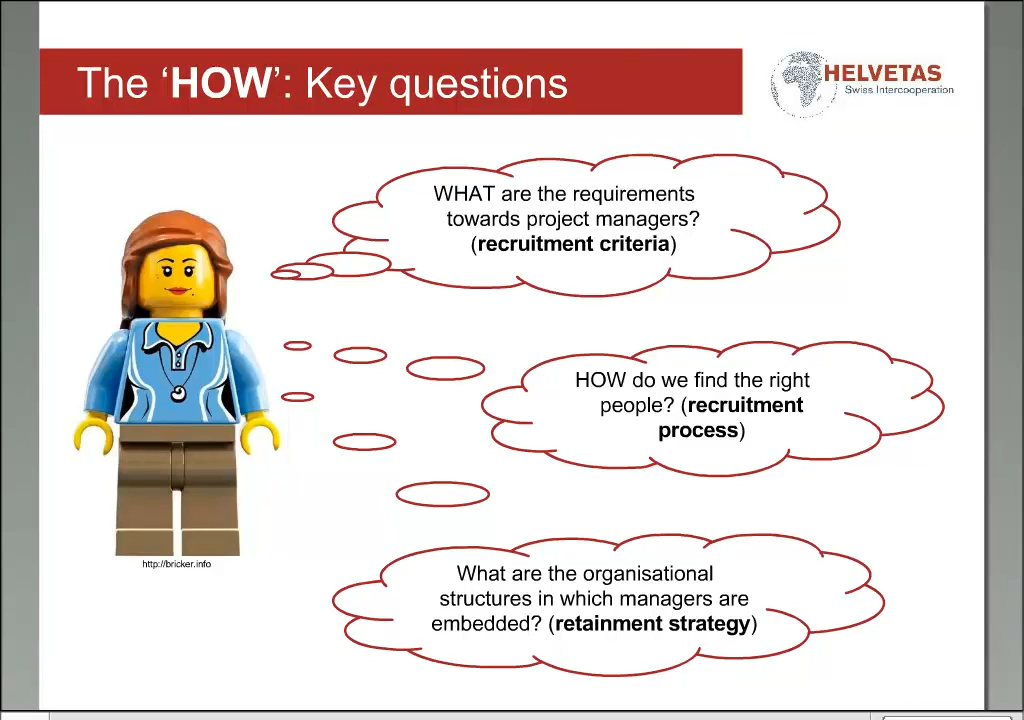 The ‘HOW’: Key questions
HELVETAS
Swiss Intercooperation
WHAT are the requirements
towards project managers?
(recruitment criteria)
HOW do we find the right
people? (recruitment
process)
http://bricker.info
What are the organisational
structures in which managers are
embedded? (retainment strategy)